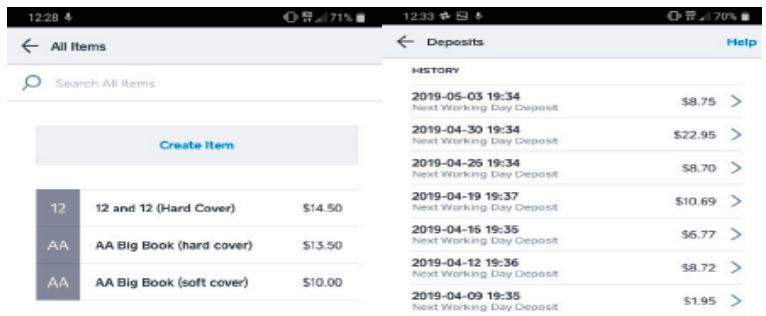 12:28
71%
All Items
Search All Items
Create Item
12 12 and 12 (Hard Cover) $14.50
AA AA Big Book (hard cover) $13.50
AA AA Big Book (soft cover) $10.00
12:33
70%
Deposits Help
HISTORY
2019-05-03 19:34
Next Working Day Deposit
$8.75
2019-04-30 19:34
Next Working Day Deposit
$22.95
2019-04-26 19:34
Next Working Day Deposit
$8.70
2019-04-19 19:37
Next Working Day Deposit
$10.69
2019-04-16 19:35
Next Working Day Deposit
$6.77
2019-04-12 19:36
Next Working Day Deposit
$8.72
2019-04-09 19:35
Next Working Day Deposit
$1.95